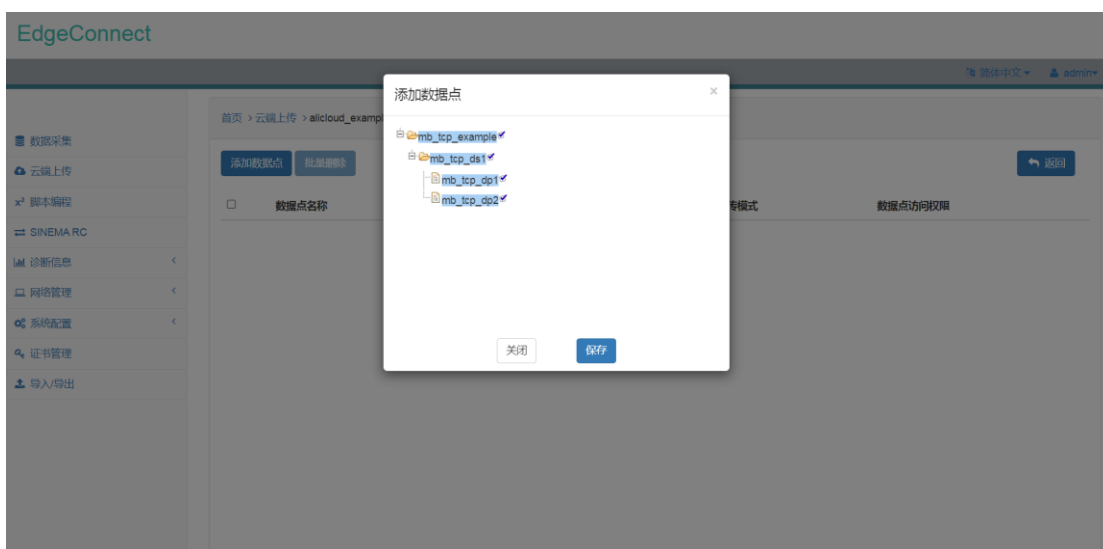 EdgeConnect
简体中文
admin
首页 > 云端上传 > alicloud_exampl
数据采集
云端上传
脚本编程
SINEMA RC
诊断信息
网络管理
系统配置
证书管理
导入/导出
添加数据点 批量删除
返回
数据点名称
传模式
数据点访问权限
添加数据点
×
mb_tcp_example
mb_tcp_ds1
mb_tcp_dp1
mb_tcp_dp2
关闭 保存